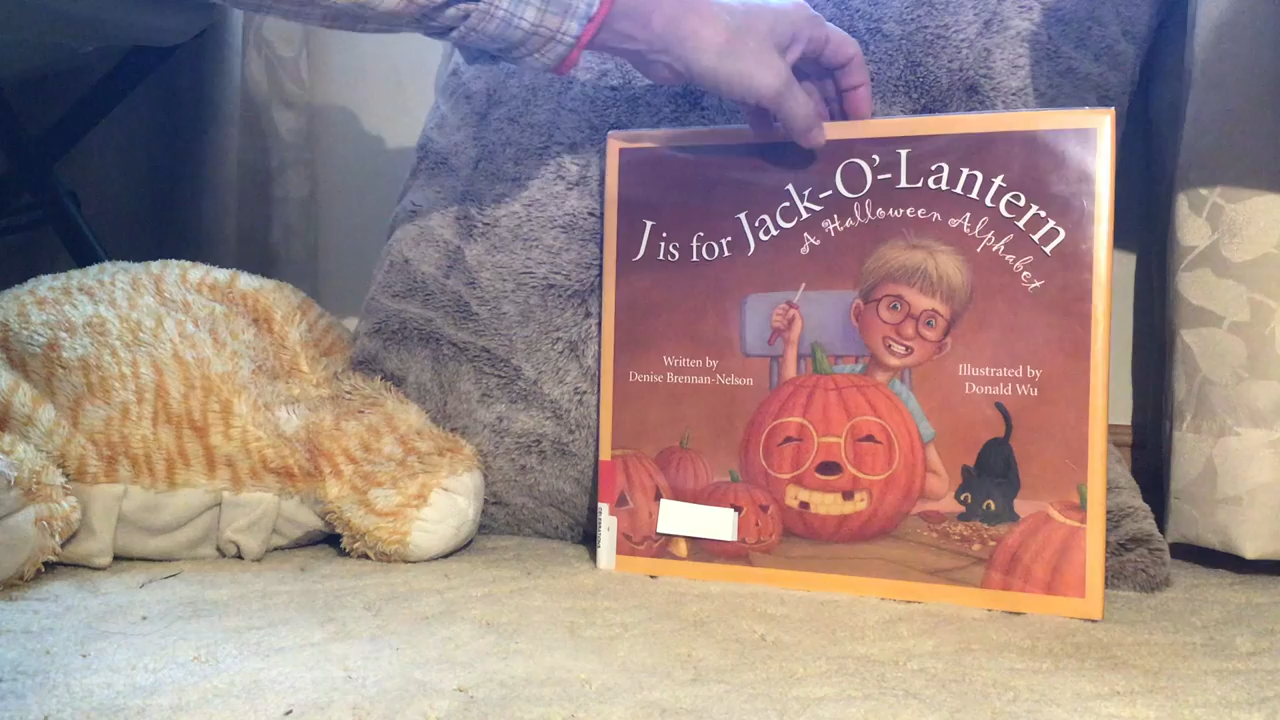 J is for Jack-O'-Lantern
A Halloween Alphabet
Written by
Denise Brennan-Nelson
Illustrated by
Donald Wu